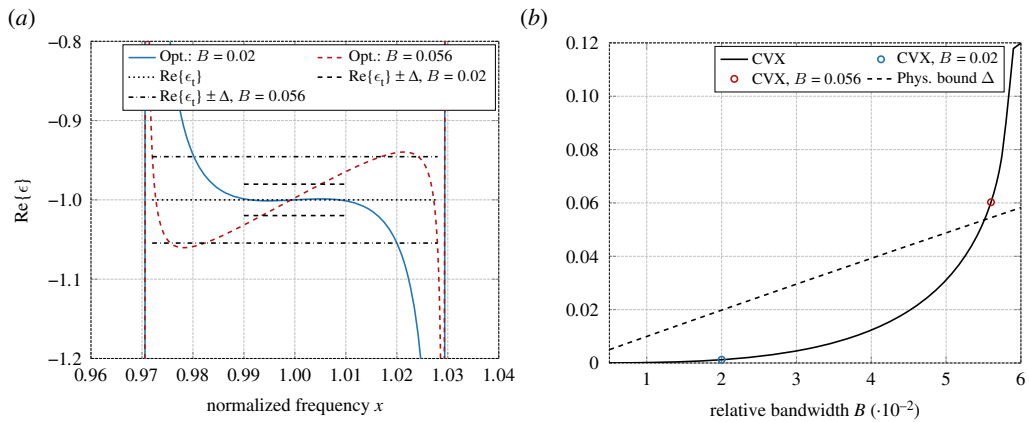 (a)
Opt.: B = 0.02
Opt.: B = 0.056
Re{ϵt}
Re{ϵt} ± Δ, B = 0.02
Re{ϵt} ± Δ, B = 0.056
−0.8
−0.9
−1.0
−1.1
−1.2
Re{ϵ}
0.96 0.97 0.98 0.99 1.00 1.01 1.02 1.03 1.04
normalized frequency x
(b)
CVX
CVX, B = 0.02
CVX, B = 0.056
Phys. bound Δ
0.12
0.10
0.08
0.06
0.04
0.02
0
1 2 3 4 5 6
relative bandwidth B (·10−2)